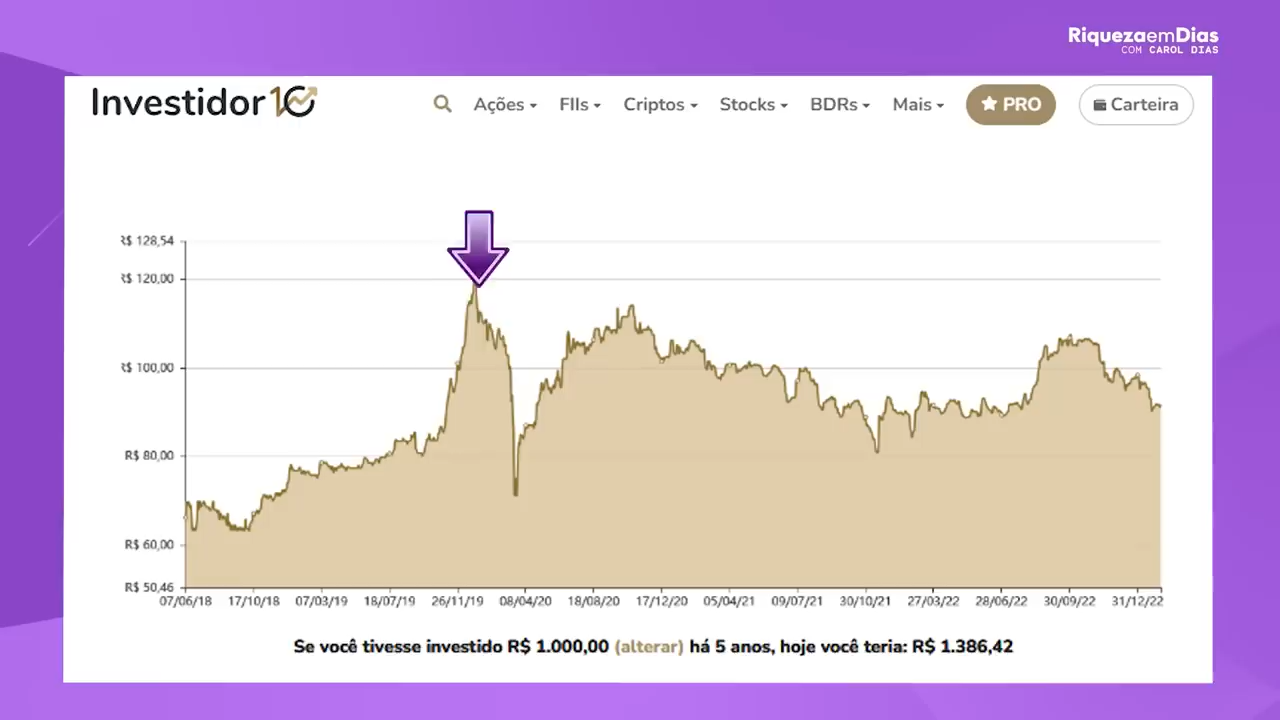 RiquezaemDias
COM CAROL DIAS
Investidor 10
Ações
FIIs
Criptos
Stocks
BDRs
Mais
PRO
Carteira
R$ 128,54
R$ 120,00
R$ 100,00
R$ 80,00
R$ 60,00
R$ 50,46
07/06/18 17/10/18 07/03/19 18/07/19 26/11/19 08/04/20 18/08/20 17/12/20 05/04/21 09/07/21 30/10/21 27/03/22 28/06/22 30/09/22 31/12/22
Se você tivesse investido R$ 1.000,00 (alterar) há 5 anos, hoje você teria: R$ 1.386,42